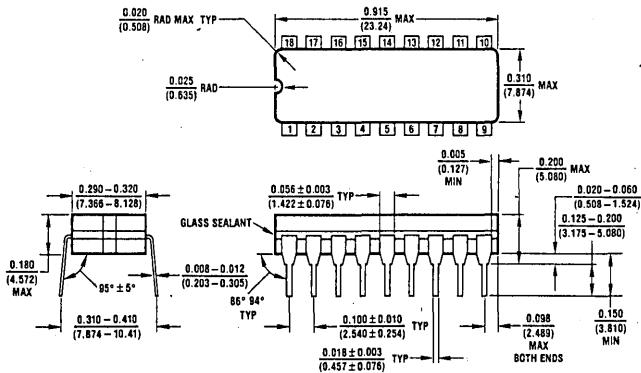 0.020
(0.508) RAD MAX TYP
0.915
(23.24) MAX
18 17 16 15 14 13 12 11 10
0.025
(0.635) RAD
0.310
(7.874) MAX
1 2 3 4 5 6 7 8 9
0.290 – 0.320
(7.366 – 8.128)
0.056 ± 0.003
(1.422 ± 0.076) TYP
0.005
(0.127)
MIN
0.200
(5.080) MAX
0.020–0.060
(0.508-1.524)
0.125-0.200
(3.175-5.080)
GLASS SEALANT
0.180
(4.572)
MAX
95° ± 5°
0.008 – 0.012
(0.203 – 0.305)
86° 94°
TYP
0.100 ± 0.010
(2.540 ± 0.254) TYP
0.018 ± 0.003
(0.457 ± 0.076) TYP
0.310 – 0.410
(7.874 – 10.41)
0.098
(2.489)
MAX
BOTH ENDS
0.150
(3.810)
MIN